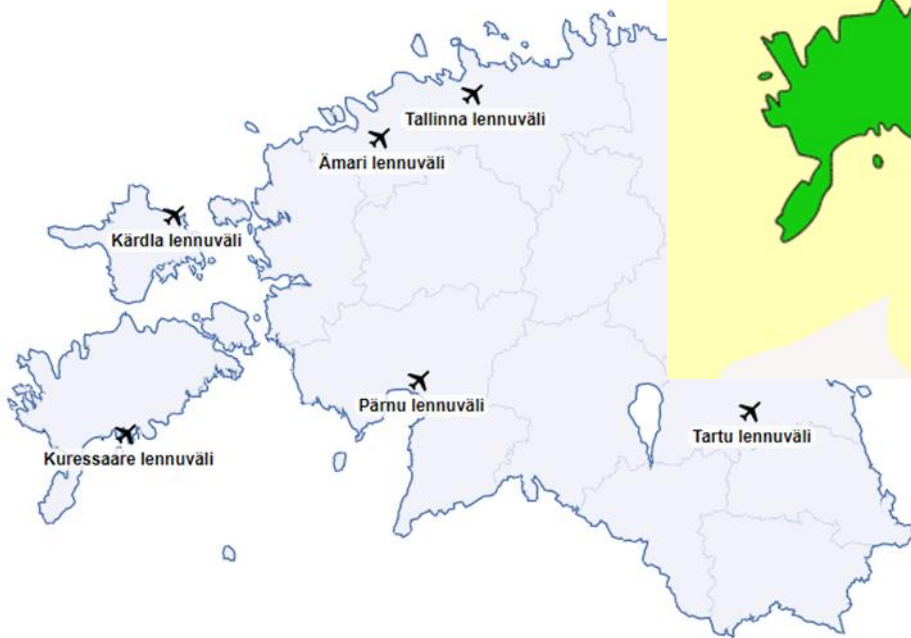 Tallinna lennuväli
Ämari lennuväli
Kärdla lennuväli
Pärnu lennuväli
Tartu lennuväli
Kuressaare lennuväli